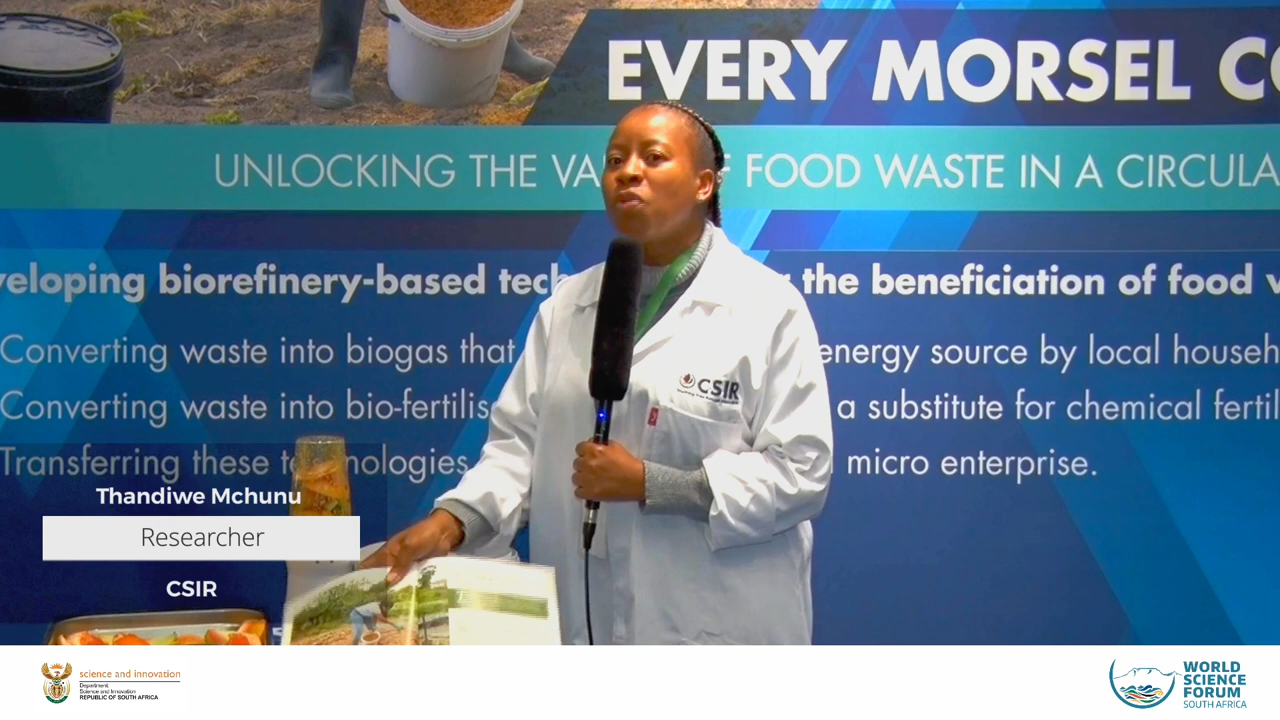 EVERY MORSEL CO
UNLOCKING THE VA F FOOD WASTE IN A CIRCULA
veloping biorefinery-based tech the beneficiation of food
Converting waste into biogas that energy source by local househ
Converting waste into bio-fertilis a substitute for chemical fertil
Transferring these technologies micro enterprise.
CSIR
Thandiwe Mchunu
Researcher
CSIR
science and innovation
Department:
Science and Innovation
REPUBLIC OF SOUTH AFRICA
WORLD
SCIENCE
FORUM
SOUTH AFRICA